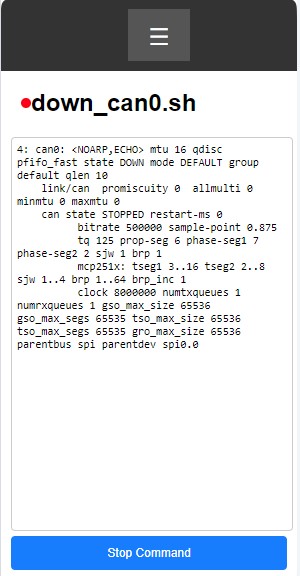 ☰
down_can0.sh
4: can0: <NOARP,ECHO> mtu 16 qdisc
pfifo_fast state DOWN mode DEFAULT group
default qlen 10
    link/can  promiscuity 0  allmulti 0
minmtu 0 maxmtu 0
    can state STOPPED restart-ms 0
          bitrate 500000 sample-point 0.875
          tq 125 prop-seg 6 phase-seg1 7
phase-seg2 2 sjw 1 brp 1
          mcp251x: tseg1 3..16 tseg2 2..8
sjw 1..4 brp 1..64 brp_inc 1
          clock 8000000 numtxqueues 1
numrxqueues 1 gso_max_size 65536
gso_max_segs 65535 tso_max_size 65536
tso_max_segs 65535 gro_max_size 65536
parentbus spi parentdev spi0.0
Stop Command